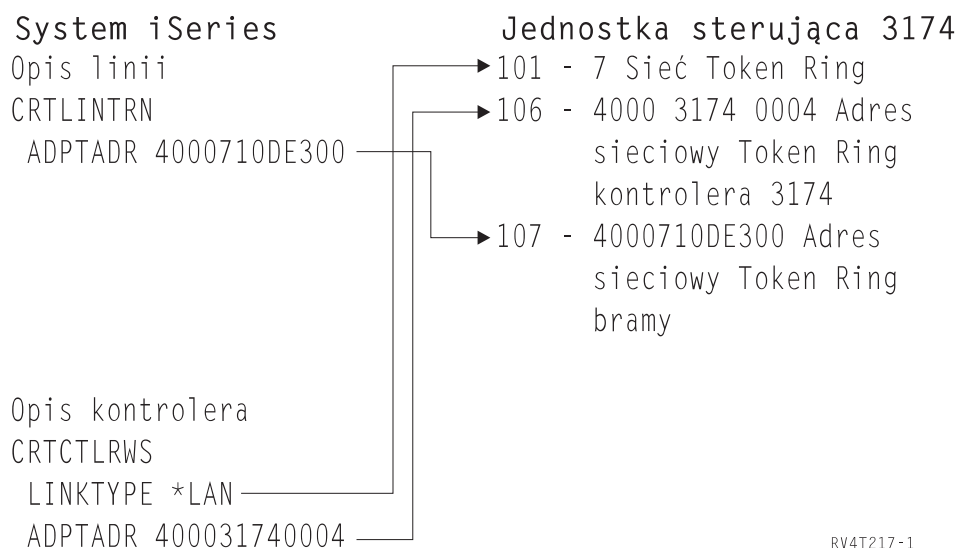 System iSeries
Opis linii
CRTLINTRN
ADPTADR 4000710DE300
Opis kontrolera
CRTCTLRWS
LINKTYPE *LAN
ADPTADR 400031740004
Jednostka sterująca 3174
101 - 7 Sieć Token Ring
106 - 4000 3174 0004 Adres
sieciowy Token Ring
kontrolera 3174
107 - 4000710DE300 Adres
sieciowy Token Ring
bramy
RV4T217-1